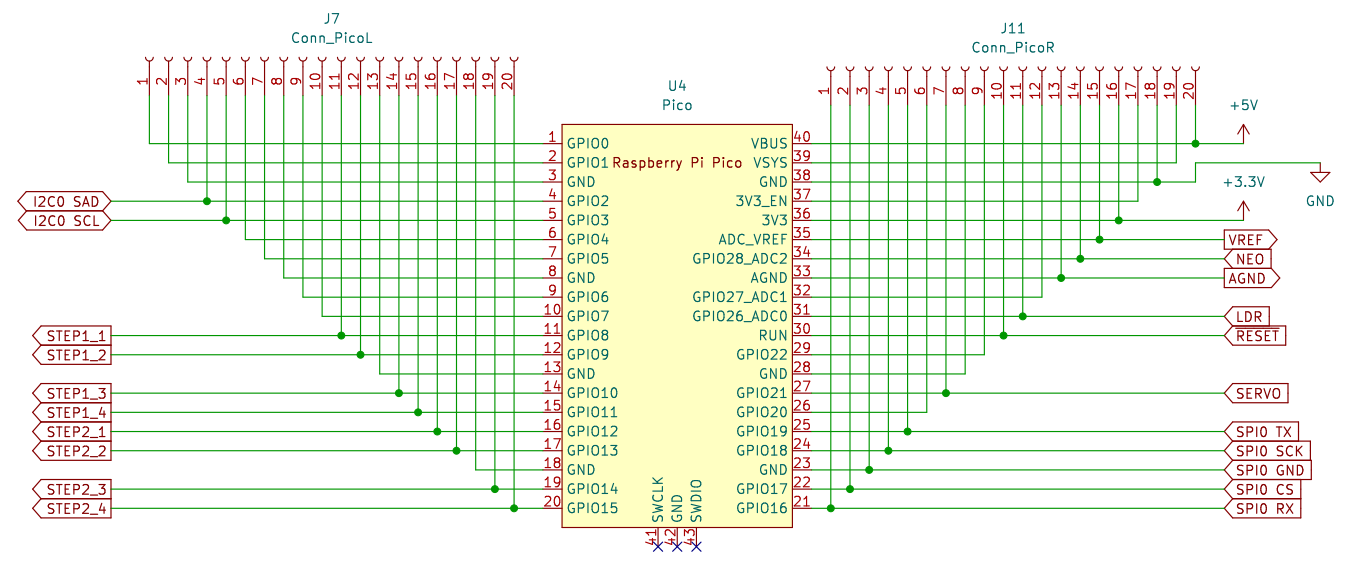 J7
Conn_PicoL
1 2 3 4 5 6 7 8 9 10 11 12 13 14 15 16 17 18 19 20
J11
Conn_PicoR
1 2 3 4 5 6 7 8 9 10 11 12 13 14 15 16 17 18 19 20
U4
Pico
Raspberry Pi Pico
+5V
+3.3V
GND
1 GPIO0 VBUS 40
2 GPIO1 VSYS 39
3 GND GND 38
I2C0 SAD 4 GPIO2 3V3_EN 37
I2C0 SCL 5 GPIO3 3V3 36
6 GPIO4 ADC_VREF 35 VREF
7 GPIO5 GPIO28_ADC2 34 NEO
8 GND AGND 33 AGND
9 GPIO6 GPIO27_ADC1 32
10 GPIO7 GPIO26_ADC0 31 LDR
STEP1_1 11 GPIO8 RUN 30 RESET
STEP1_2 12 GPIO9 GPIO22 29
13 GND GND 28
STEP1_3 14 GPIO10 GPIO21 27 SERVO
STEP1_4 15 GPIO11 GPIO20 26
STEP2_1 16 GPIO12 GPIO19 25 SPI0 TX
STEP2_2 17 GPIO13 GPIO18 24 SPI0 SCK
18 GND GND 23 SPI0 GND
STEP2_3 19 GPIO14 GPIO17 22 SPI0 CS
STEP2_4 20 GPIO15 GPIO16 21 SPI0 RX
SWCLK GND SWDIO
41 42 43